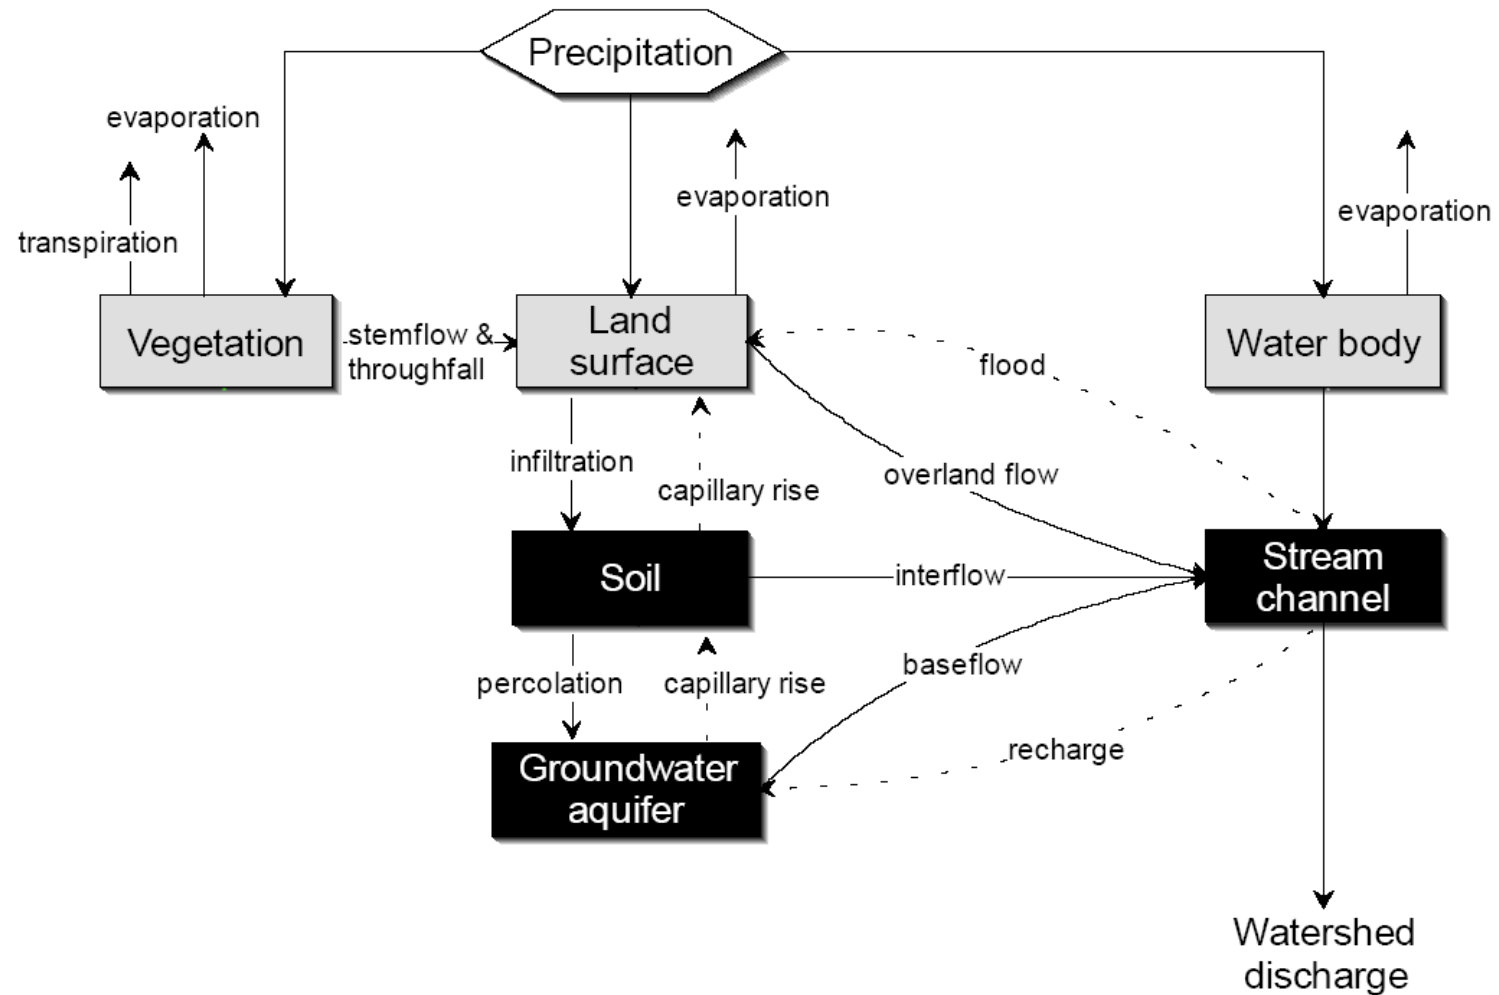 Precipitation
evaporation
transpiration
evaporation
evaporation
Vegetation
stemflow &
throughfall
Land
surface
flood
Water body
infiltration
capillary rise
overland flow
Soil
interflow
Stream
channel
percolation
capillary rise
baseflow
recharge
Groundwater
aquifer
Watershed
discharge